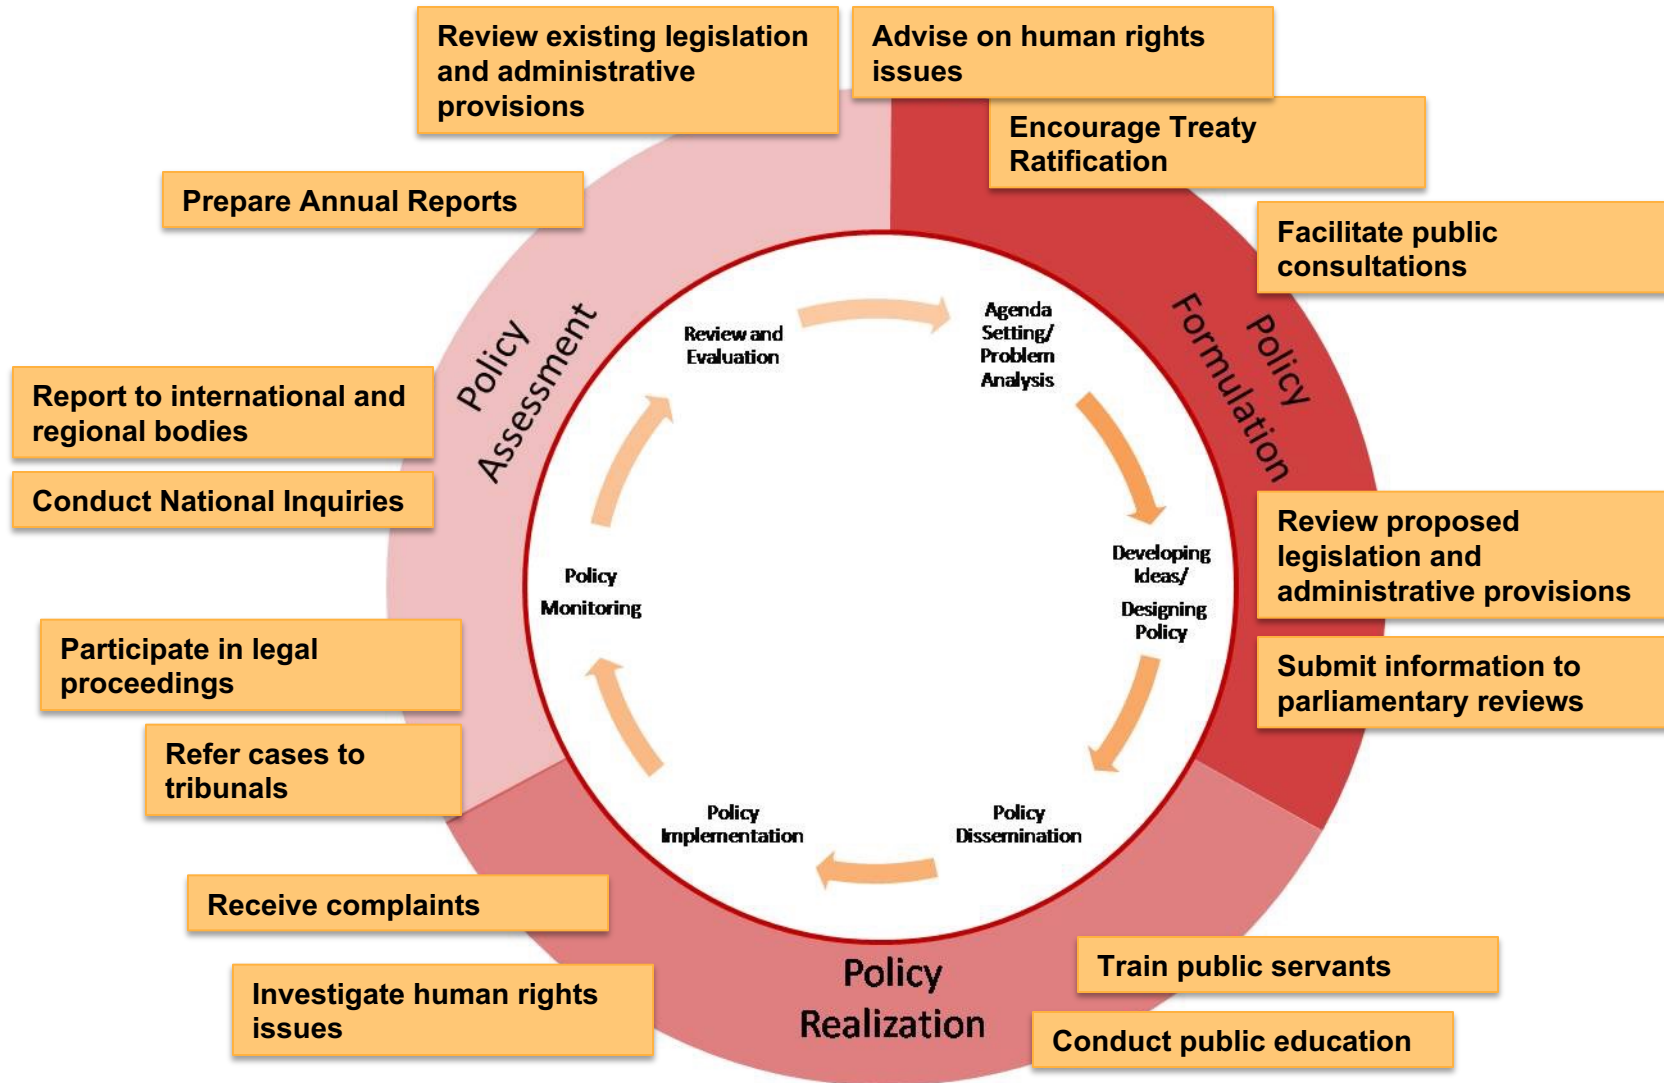 Review existing legislation
and administrative
provisions
Advise on human rights
issues
Encourage Treaty
Ratification
Prepare Annual Reports
Facilitate public
consultations
Policy
Assessment
Policy
Formulation
Review and
Evaluation
Agenda
Setting/
Problem
Analysis
Report to international and
regional bodies
Conduct National Inquiries
Review proposed
legislation and
administrative provisions
Policy
Monitoring
Developing
Ideas/
Designing
Policy
Participate in legal
proceedings
Submit information to
parliamentary reviews
Refer cases to
tribunals
Policy
Implementation
Policy
Dissemination
Receive complaints
Investigate human rights
issues
Policy
Realization
Train public servants
Conduct public education